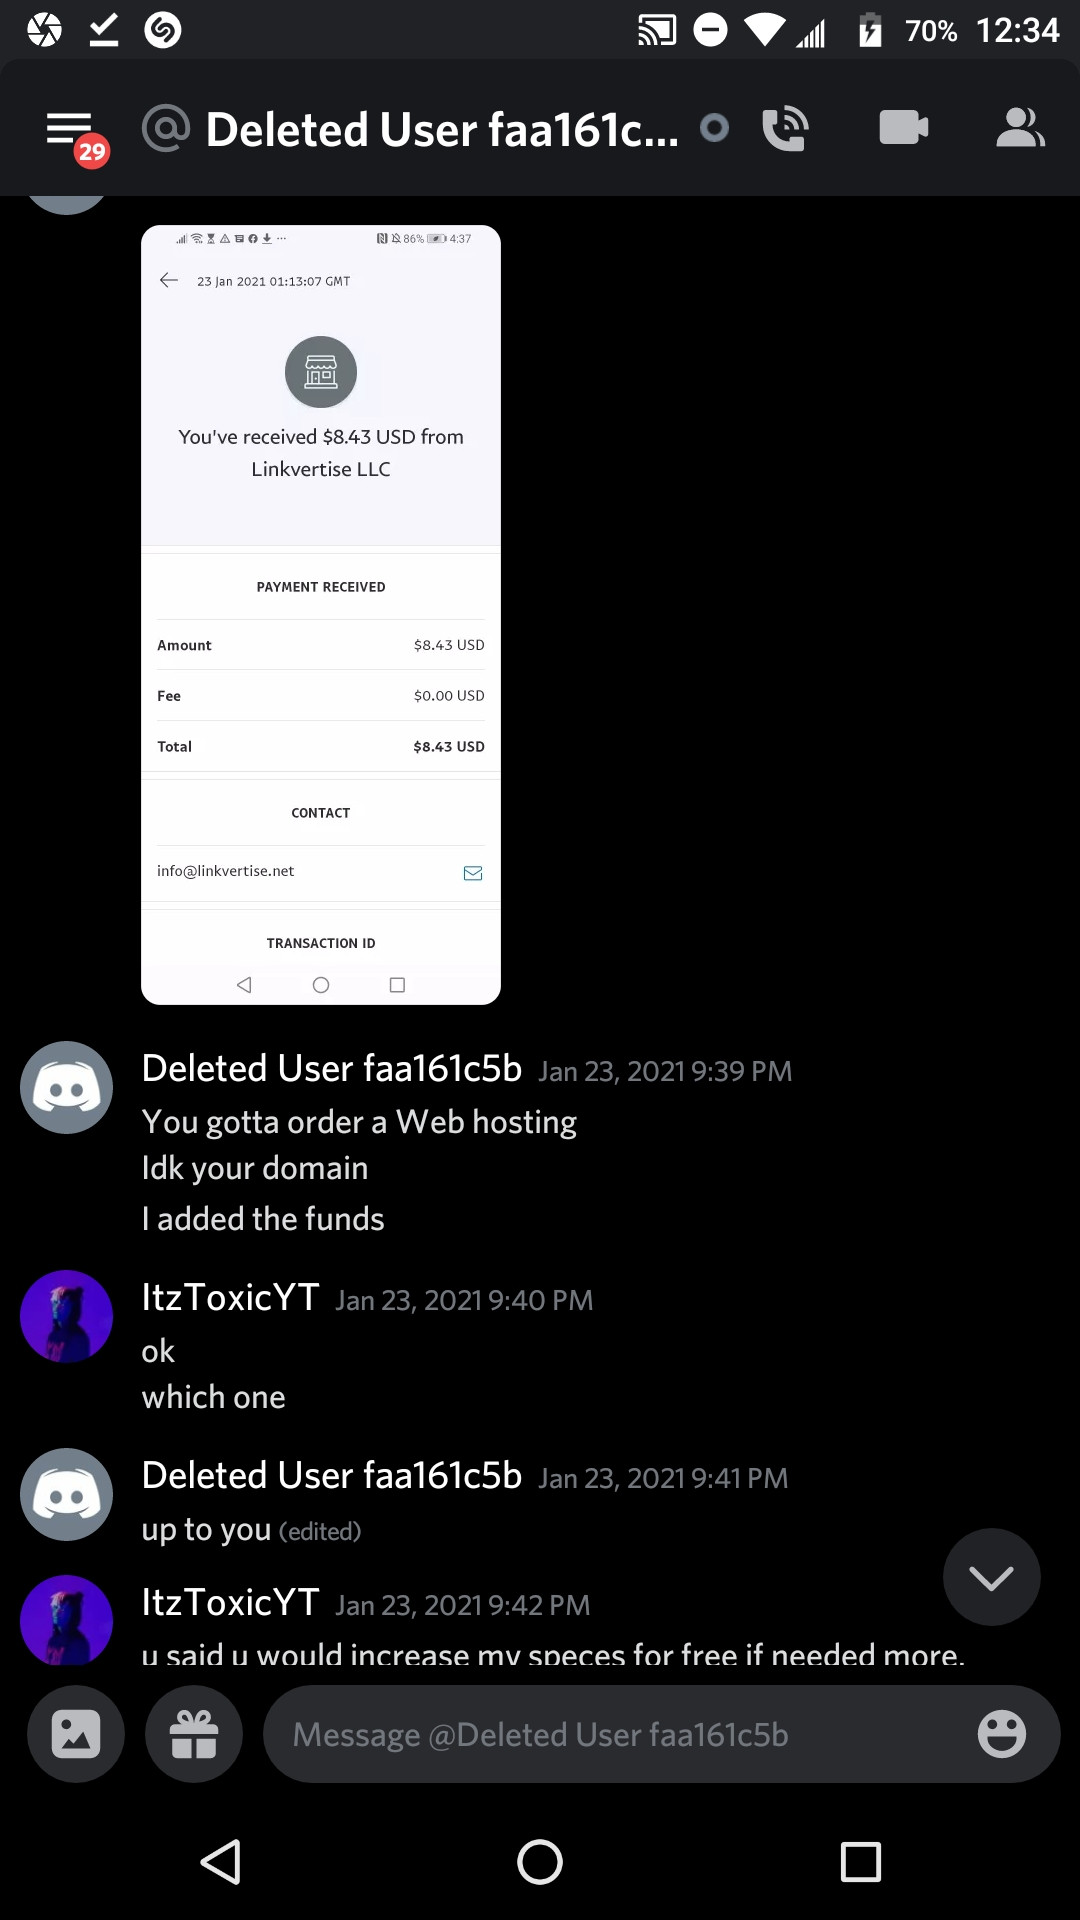 70% 12:34
29
@ Deleted User faa161c...
86% 4:37
23 Jan 2021 01:13:07 GMT
You've received $8.43 USD from
Linkvertise LLC
PAYMENT RECEIVED
Amount $8.43 USD
Fee $0.00 USD
Total $8.43 USD
CONTACT
info@linkvertise.net
TRANSACTION ID
Deleted User faa161c5b Jan 23, 2021 9:39 PM
You gotta order a Web hosting
Idk your domain
I added the funds
ItzToxicYT Jan 23, 2021 9:40 PM
ok
which one
Deleted User faa161c5b Jan 23, 2021 9:41 PM
up to you (edited)
ItzToxicYT Jan 23, 2021 9:42 PM
u said u would increase my speces for free if needed more.
Message @Deleted User faa161c5b